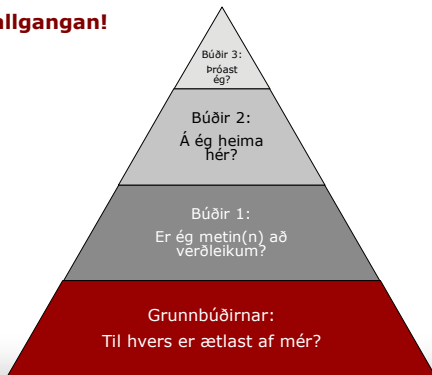 allgangan!
Búðir 3:
Þróast
ég?
Búðir 2:
Á ég heima
hér?
Búðir 1:
Er ég metin(n) að
verðleikum?
Grunnbúðirnar:
Til hvers er ætlast af mér?